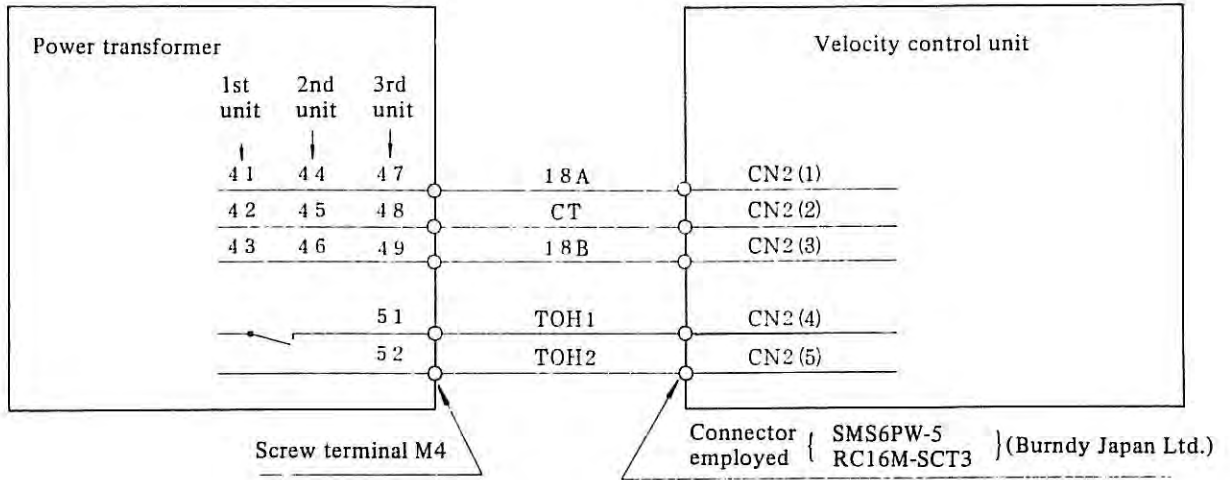 Power transformer
Velocity control unit
1st 2nd 3rd
unit unit unit
41 44 47 18A CN2(1)
42 45 48 CT CN2(2)
43 46 49 18B CN2(3)
51 TOH1 CN2(4)
52 TOH2 CN2(5)
Screw terminal M4
Connector employed { SMS6PW-5 RC16M-SCT3 } (Burndy Japan Ltd.)